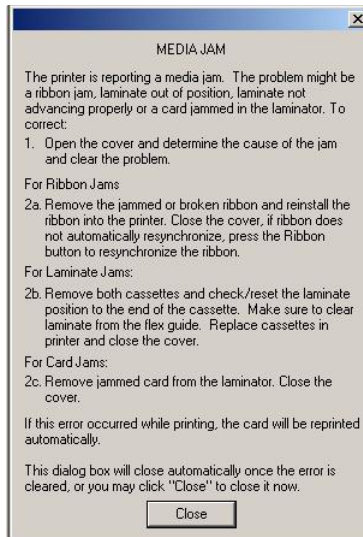 MEDIA JAM
The printer is reporting a media jam. The problem might be
a ribbon jam, laminate out of position, laminate not
advancing properly or a card jammed in the laminator. To
correct:
1. Open the cover and determine the cause of the jam
and clear the problem.
For Ribbon Jams
2a. Remove the jammed or broken ribbon and reinstall the
ribbon into the printer. Close the cover, if ribbon does
not automatically resynchronize, press the Ribbon
button to resynchronize the ribbon.
For Laminate Jams:
2b. Remove both cassettes and check/reset the laminate
position to the end of the cassette. Make sure to clear
laminate from the flex guide. Replace cassettes in
printer and close the cover.
For Card Jams:
2c. Remove jammed card from the laminator. Close the
cover.
If this error occurred while printing, the card will be reprinted
automatically.
This dialog box will close automatically once the error is
cleared, or you may click "Close" to close it now.
Close